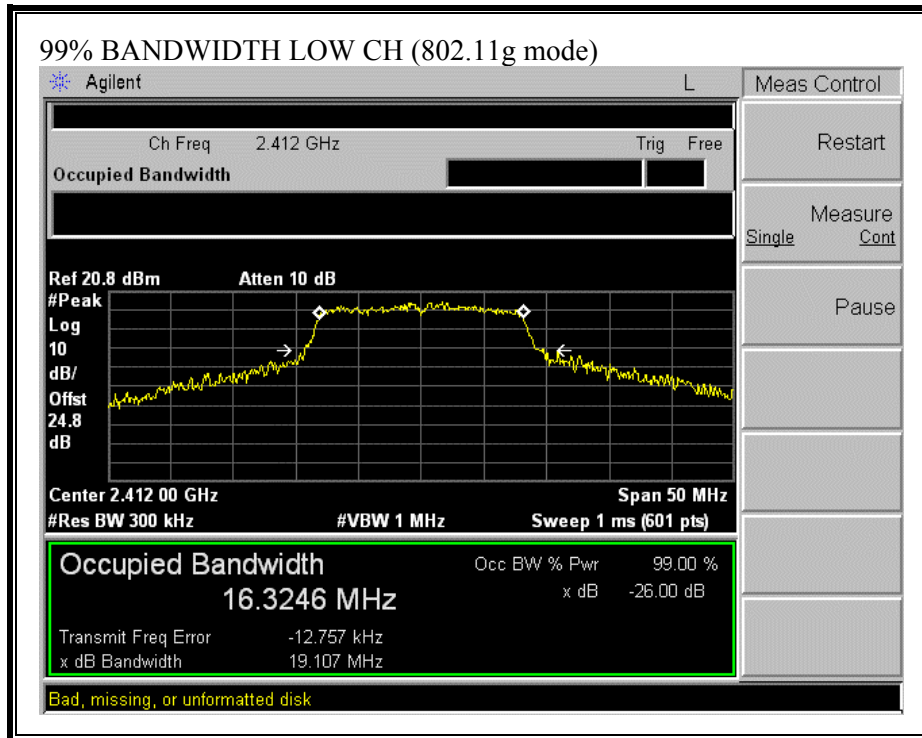 99% BANDWIDTH LOW CH (802.11g mode)
Agilent L
Meas Control
Ch Freq 2.412 GHz Trig Free
Occupied Bandwidth
Restart
Measure
Single Cont
Pause
Ref 20.8 dBm Atten 10 dB
#Peak
Log
10
dB/
Offst
24.8
dB
Center 2.412 00 GHz Span 50 MHz
#Res BW 300 kHz #VBW 1 MHz Sweep 1 ms (601 pts)
Occupied Bandwidth Occ BW % Pwr 99.00 %
16.3246 MHz x dB -26.00 dB
Transmit Freq Error -12.757 kHz
x dB Bandwidth 19.107 MHz
Bad, missing, or unformatted disk